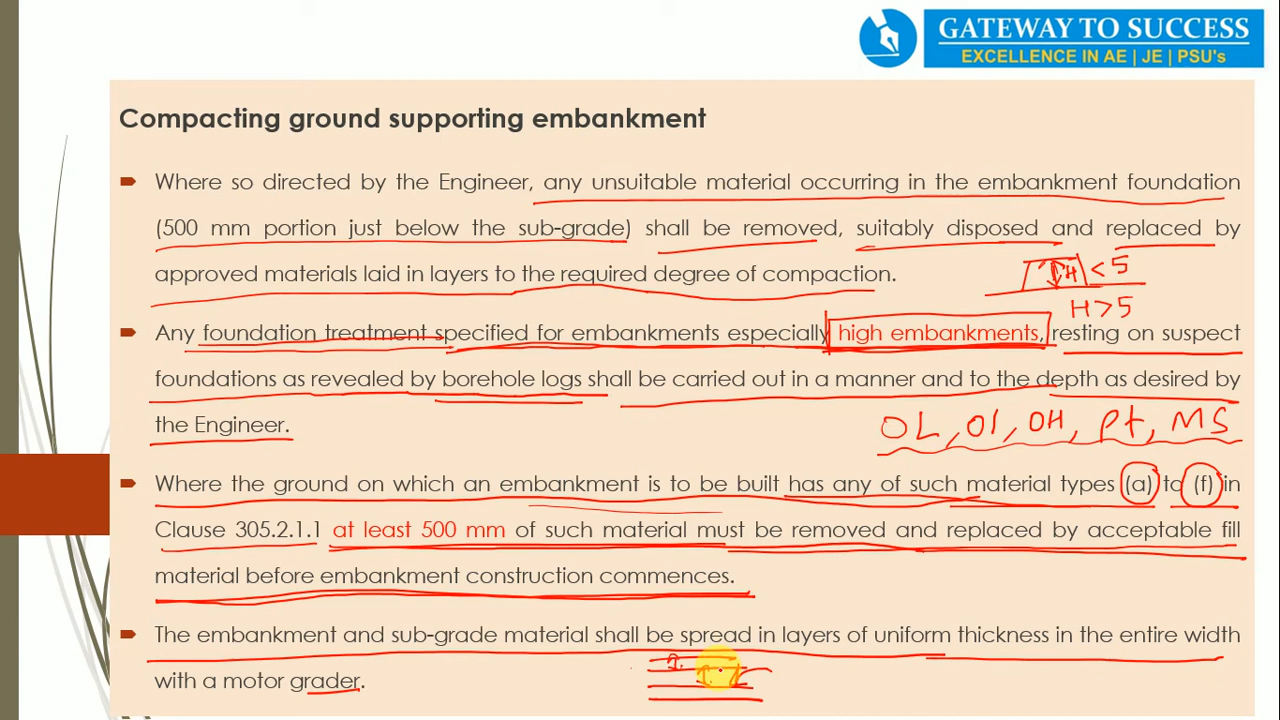 GATEWAY TO SUCCESS
EXCELLENCE IN AE | JE | PSU's
Compacting ground supporting embankment
Where so directed by the Engineer, any unsuitable material occurring in the embankment foundation
(500 mm portion just below the sub-grade) shall be removed, suitably disposed and replaced by
approved materials laid in layers to the required degree of compaction.
H < 5
H > 5
Any foundation treatment specified for embankments especially high embankments, resting on suspect
foundations as revealed by borehole logs shall be carried out in a manner and to the depth as desired by
the Engineer.
OL, OI, OH, Pt, MS
Where the ground on which an embankment is to be built has any of such material types (a) to (f) in
Clause 305.2.1.1 at least 500 mm of such material must be removed and replaced by acceptable fill
material before embankment construction commences.
The embankment and sub-grade material shall be spread in layers of uniform thickness in the entire width
with a motor grader.